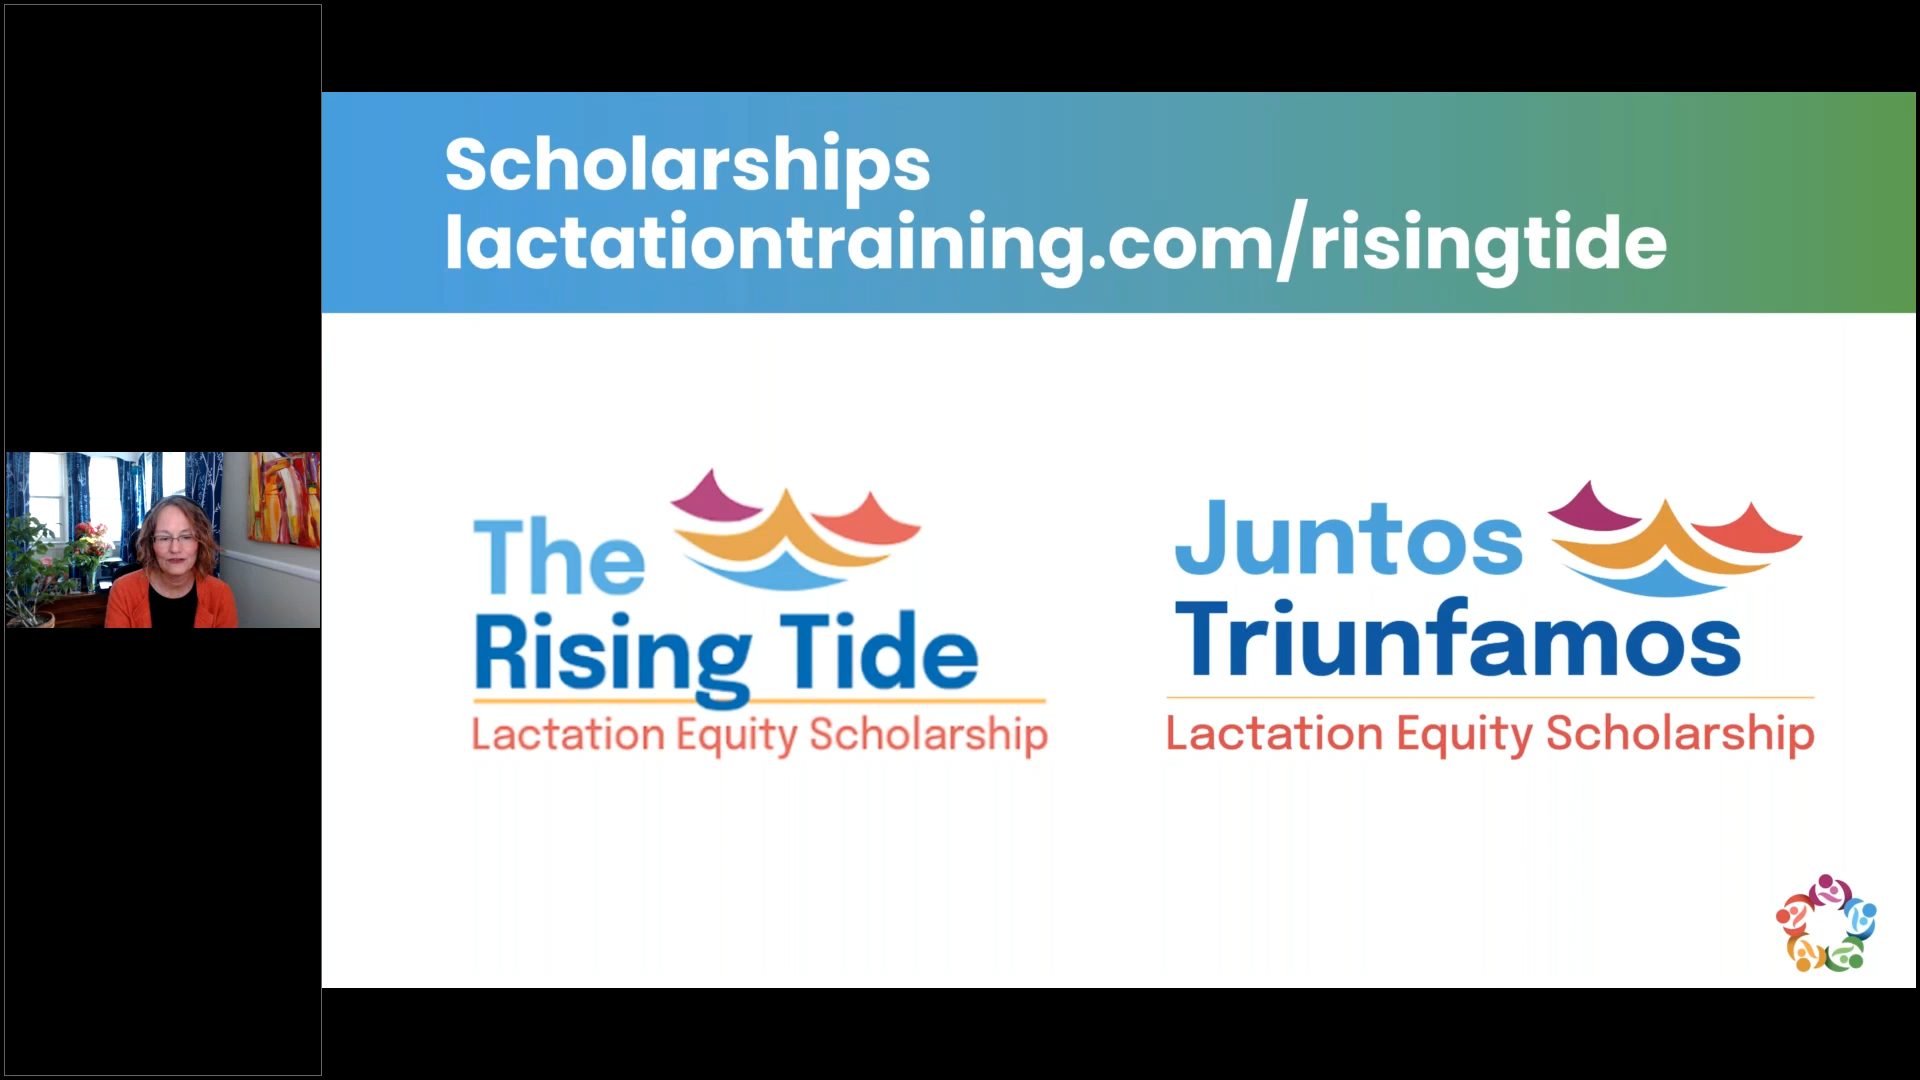 Scholarships
lactationtraining.com/risingtide
The
Rising Tide
Lactation Equity Scholarship
Juntos
Triunfamos
Lactation Equity Scholarship